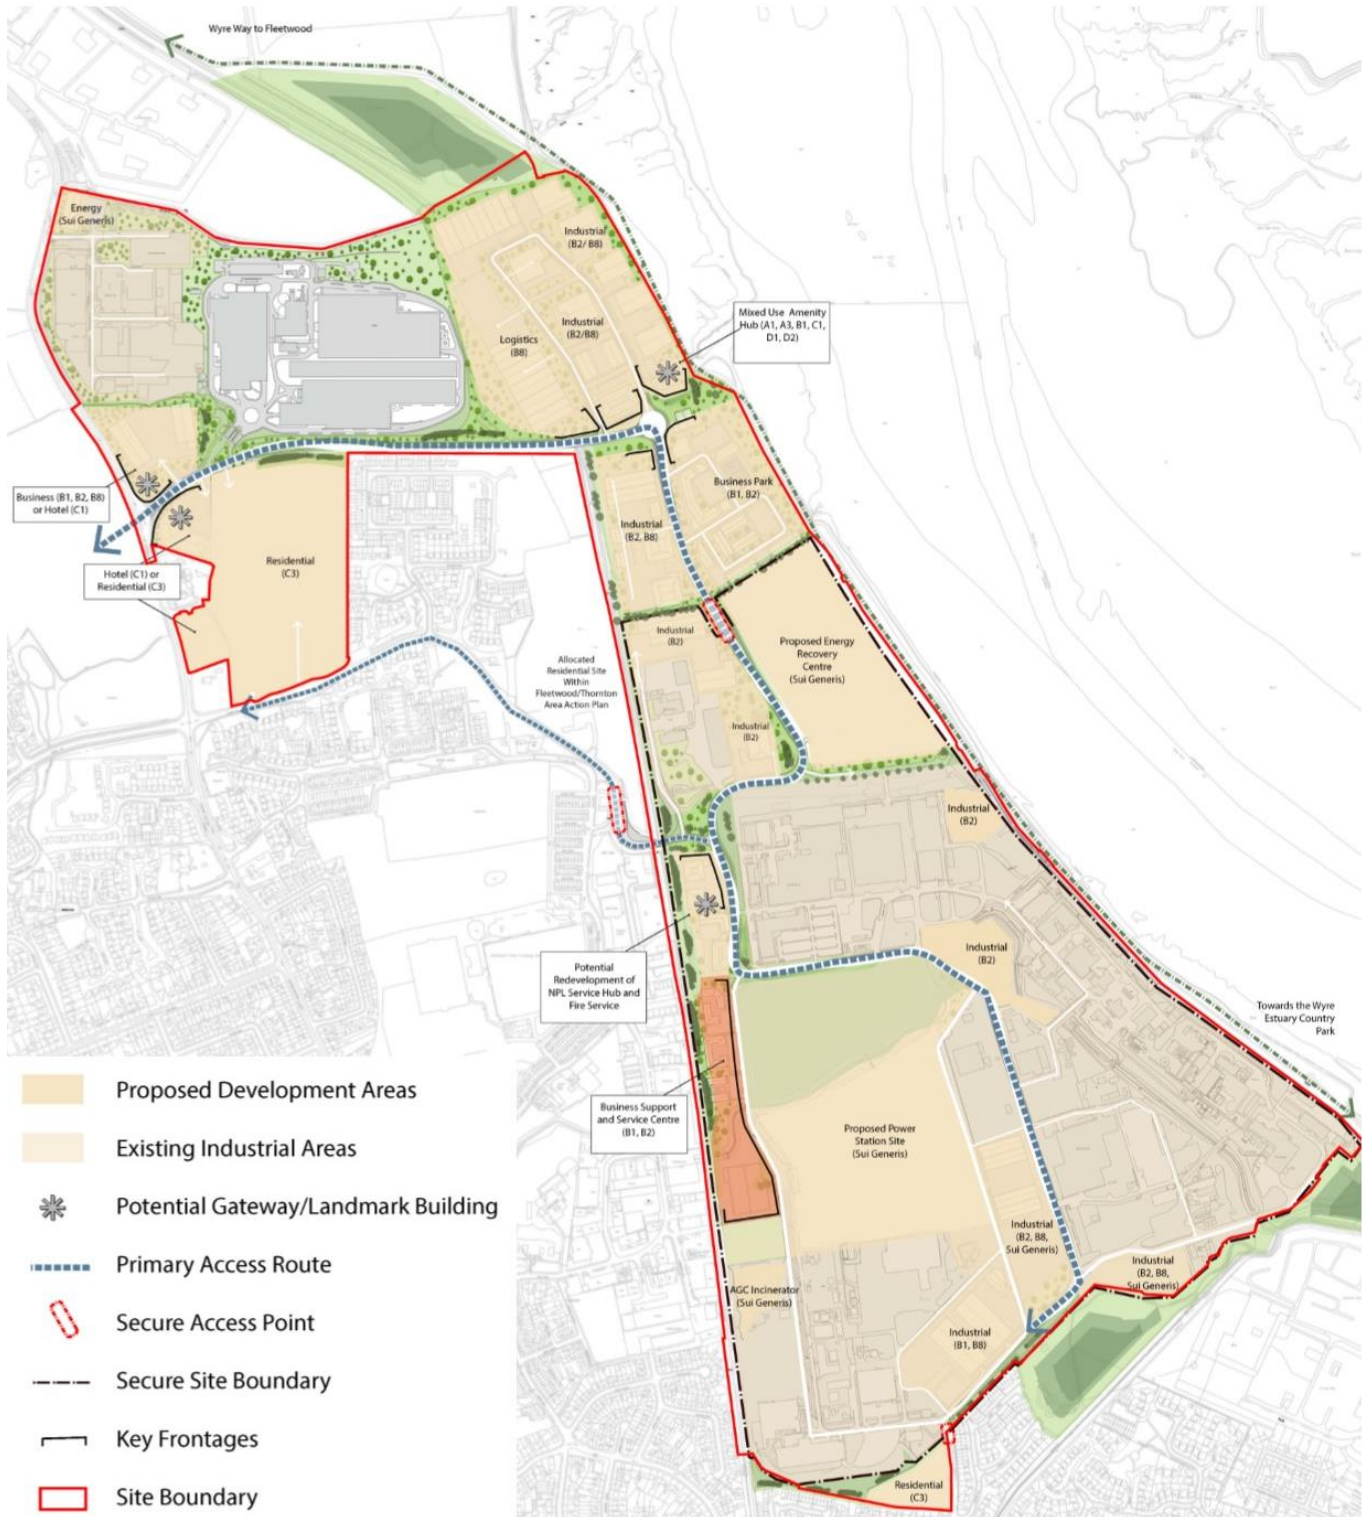 Wyre Way to Fleetwood
Energy
(Sui Generis)
Industrial
(B2/ B8)
Industrial
(B2/B8)
Logistics
(B8)
Mixed Use Amenity
Hub (A1, A3, B1, C1,
D1, D2)
Business Park
(B1, B2)
Business (B1, B2, B8)
or Hotel (C1)
Industrial
(B2, B8)
Hotel (C1) or
Residential (C3)
Residential
(C3)
Industrial
(B2)
Proposed Energy
Recovery
Centre
(Sui Generis)
Allocated
Residential Site
Within
Fleetwood/Thornton
Area Action Plan
Industrial
(B2)
Industrial
(B2)
Industrial
(B2)
Potential
Redevelopment of
NPL Service Hub and
Fire Service
Towards the Wyre
Estuary Country
Park
Business Support
and Service Centre
(B1, B2)
Proposed Power
Station Site
(Sui Generis)
Industrial
(B2, B8,
Sui Generis)
Industrial
(B2, B8,
Sui Generis)
AGC Incinerator
(Sui Generis)
Industrial
(B1, B8)
Residential
(C3)
Proposed Development Areas
Existing Industrial Areas
Potential Gateway/Landmark Building
Primary Access Route
Secure Access Point
Secure Site Boundary
Key Frontages
Site Boundary